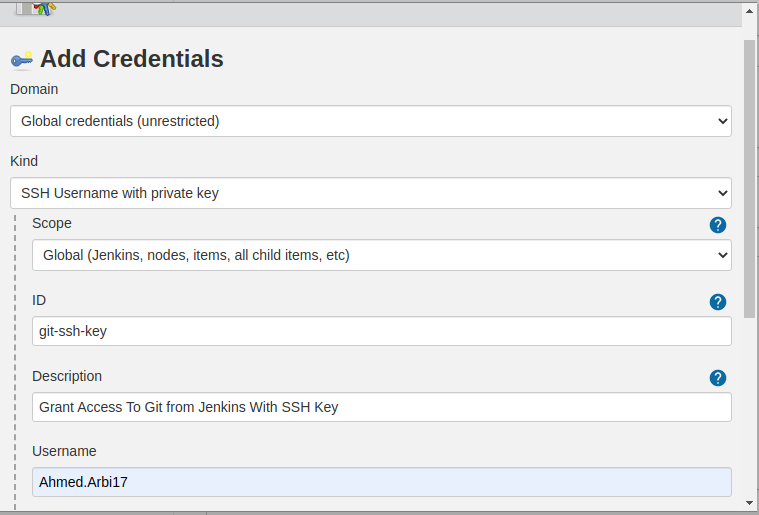 Add Credentials
Domain
Global credentials (unrestricted)
Kind
SSH Username with private key
Scope
Global (Jenkins, nodes, items, all child items, etc)
ID
git-ssh-key
Description
Grant Access To Git from Jenkins With SSH Key
Username
Ahmed.Arbi17